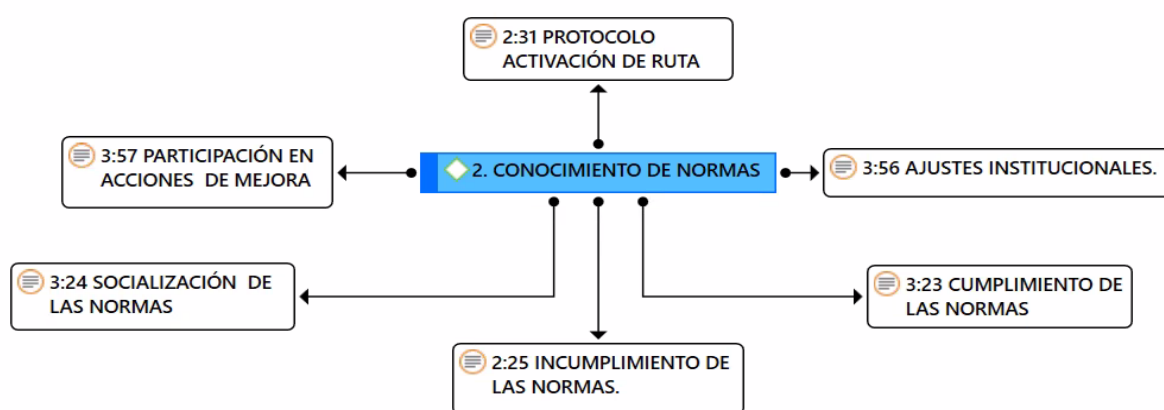 2:31 PROTOCOLO
ACTIVACIÓN DE RUTA
3:57 PARTICIPACIÓN EN
ACCIONES DE MEJORA
2. CONOCIMIENTO DE NORMAS
3:56 AJUSTES INSTITUCIONALES.
3:24 SOCIALIZACIÓN DE
LAS NORMAS
3:23 CUMPLIMIENTO DE
LAS NORMAS
2:25 INCUMPLIMIENTO DE
LAS NORMAS.